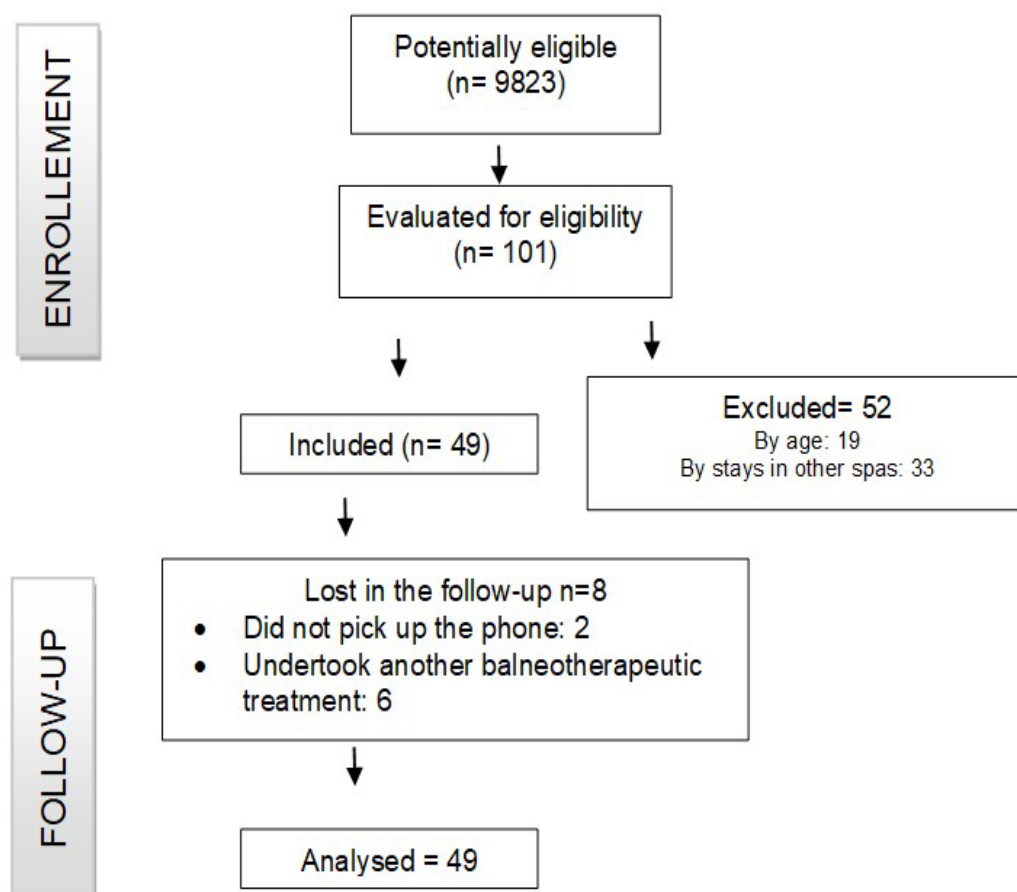 ENROLLEMENT
Potentially eligible
(n= 9823)
Evaluated for eligibility
(n= 101)
Included (n= 49)
Excluded= 52
By age: 19
By stays in other spas: 33
FOLLOW-UP
Lost in the follow-up n=8
• Did not pick up the phone: 2
• Undertook another balneotherapeutic
treatment: 6
Analysed = 49